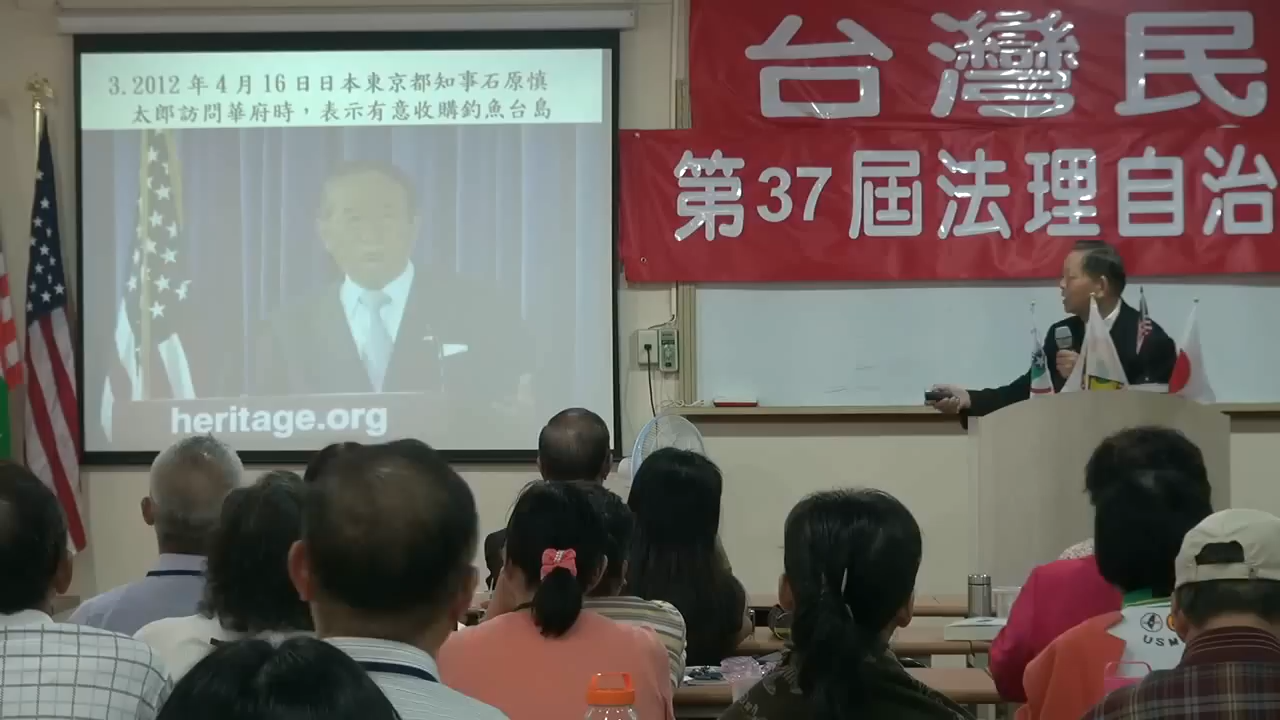 3.2012年4月16日日本東京都知事石原慎
太郎訪問華府時，表示有意收購釣魚台島
heritage.org
台灣民
第37屆法理自治
USM